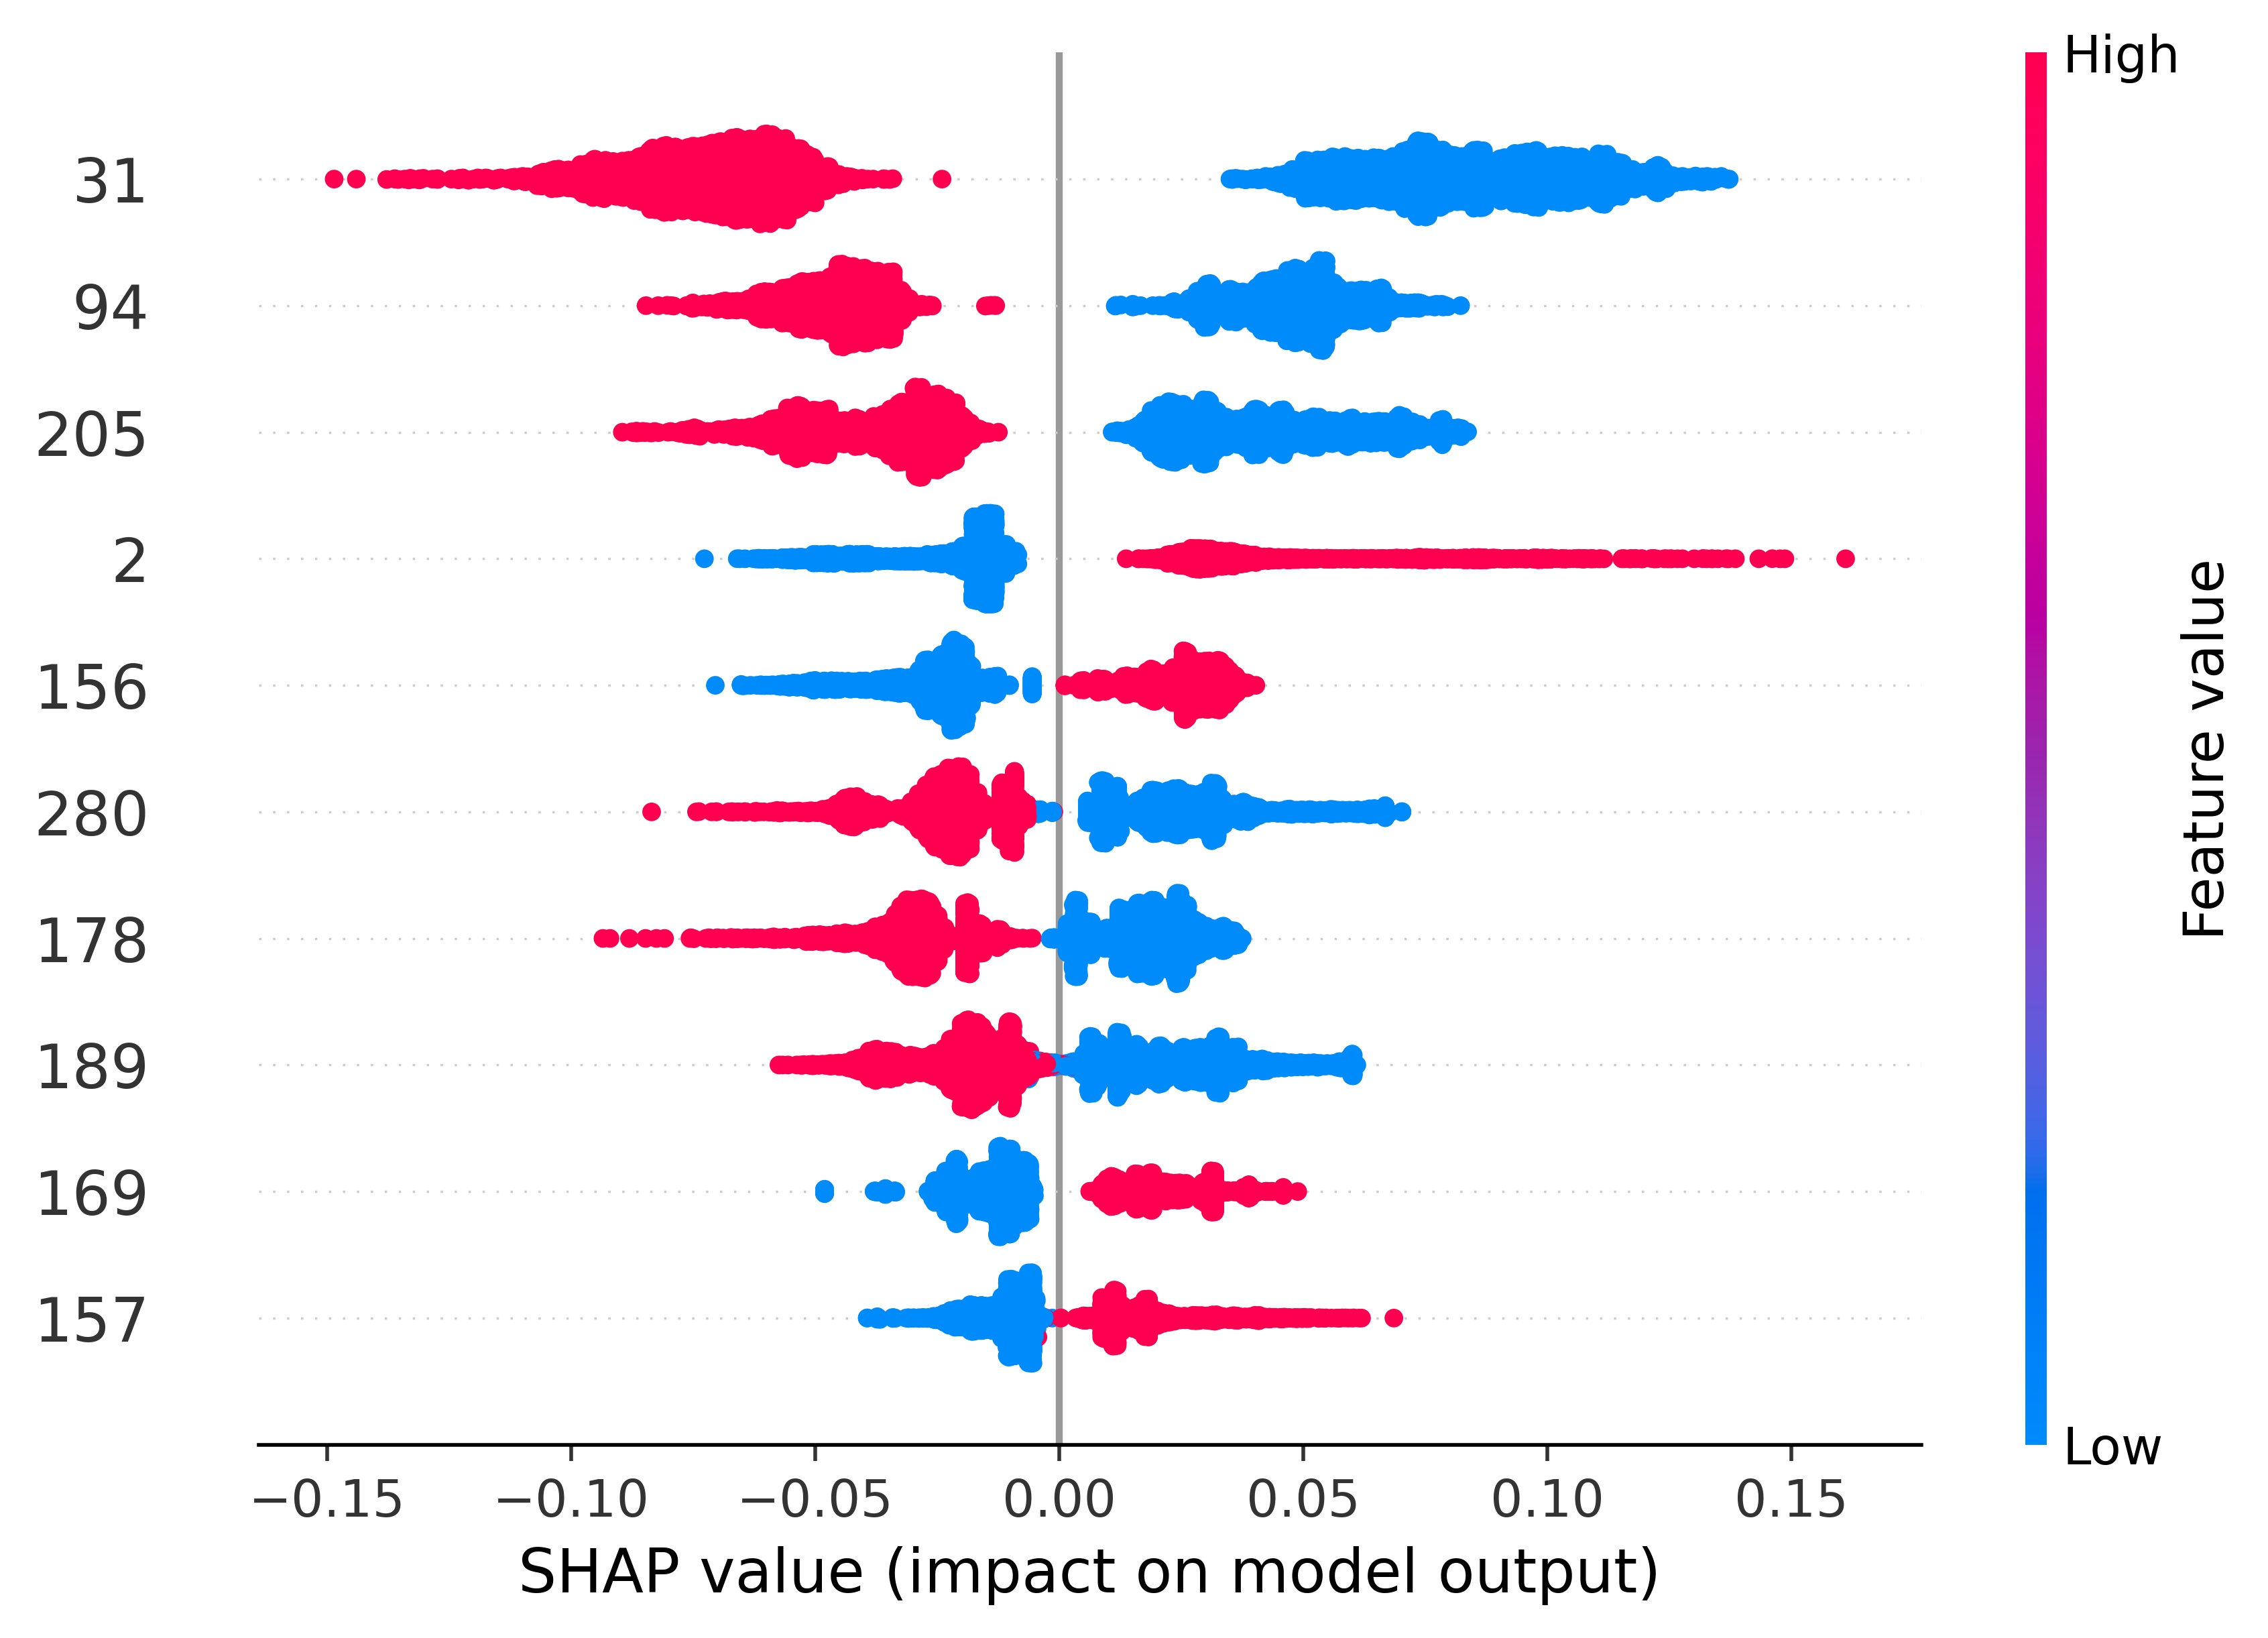 High
31
94
205
2
156
280
178
189
169
157
Feature value
Low
−0.15 −0.10 −0.05 0.00 0.05 0.10 0.15
SHAP value (impact on model output)